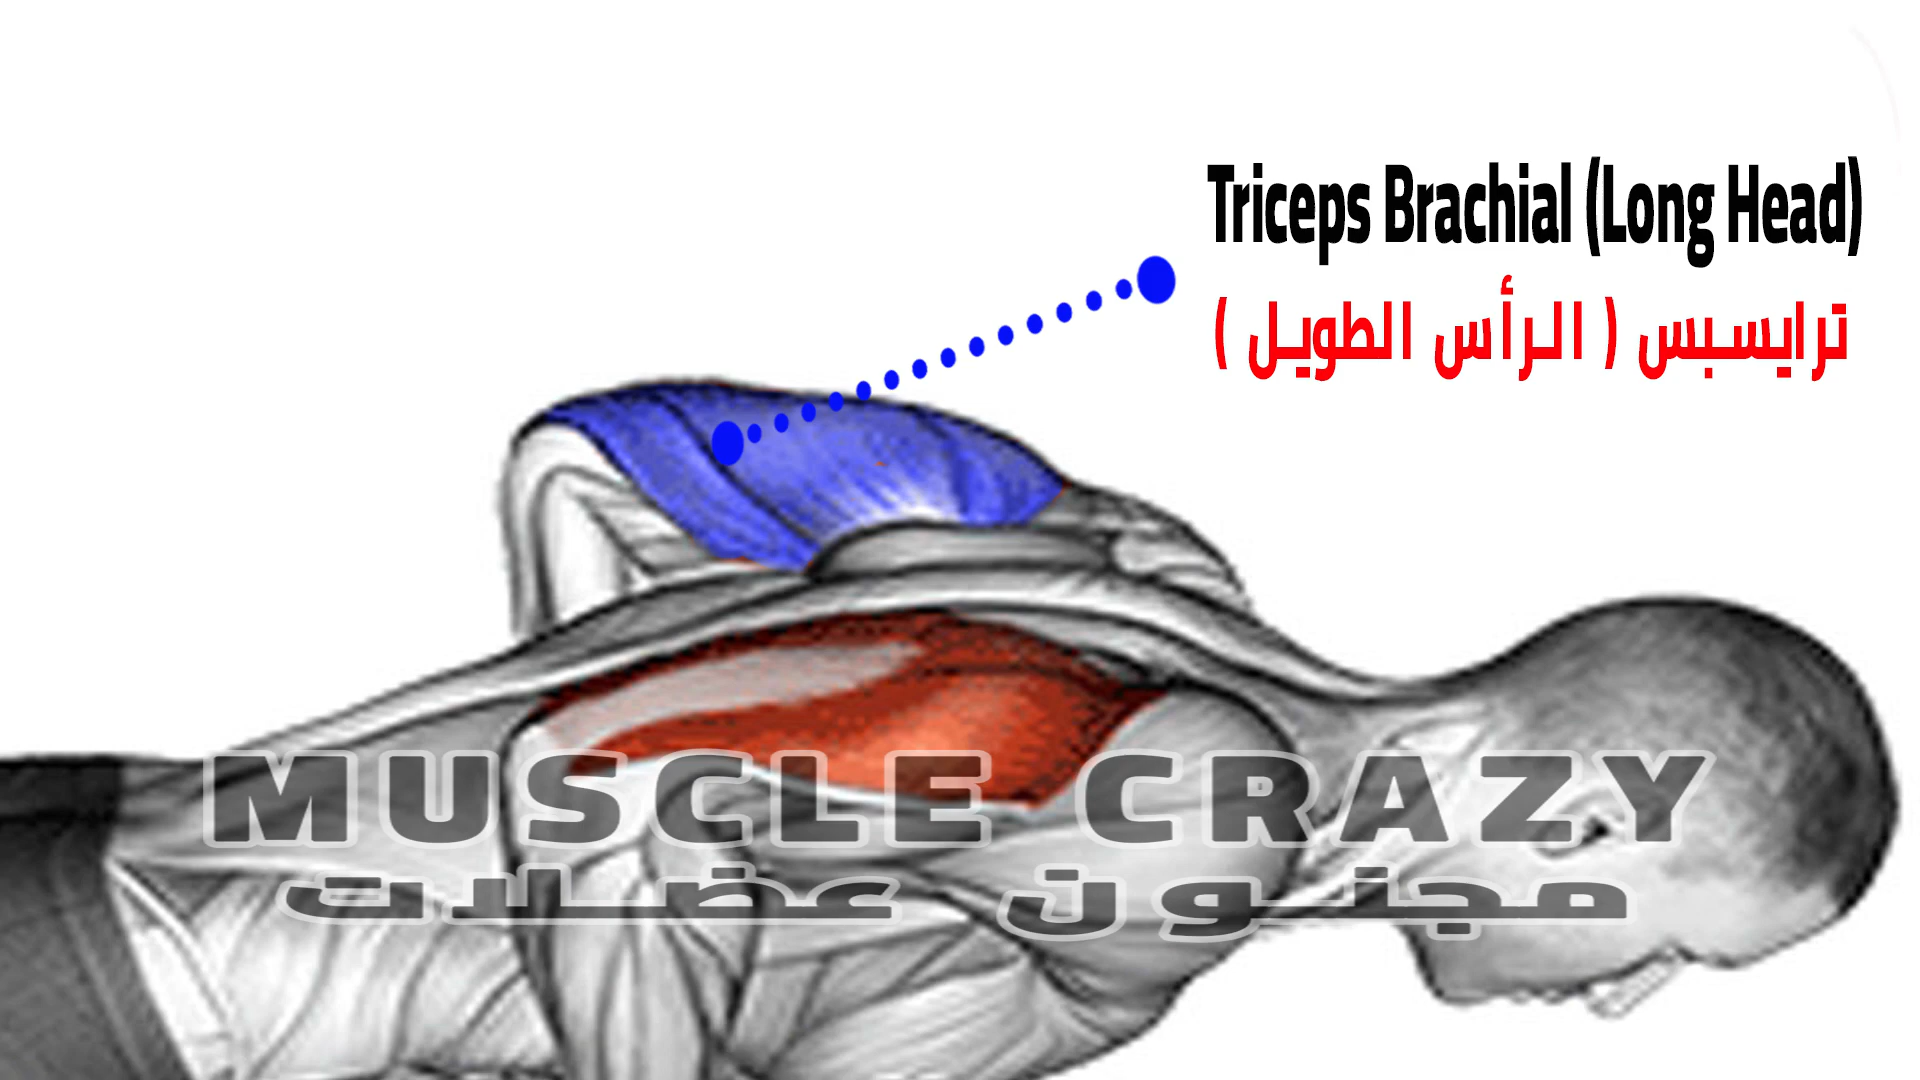 Triceps Brachial (Long Head)
ترايسبس ( الرأس الطويل )
MUSCLE CRAZY
مجنون عضلات